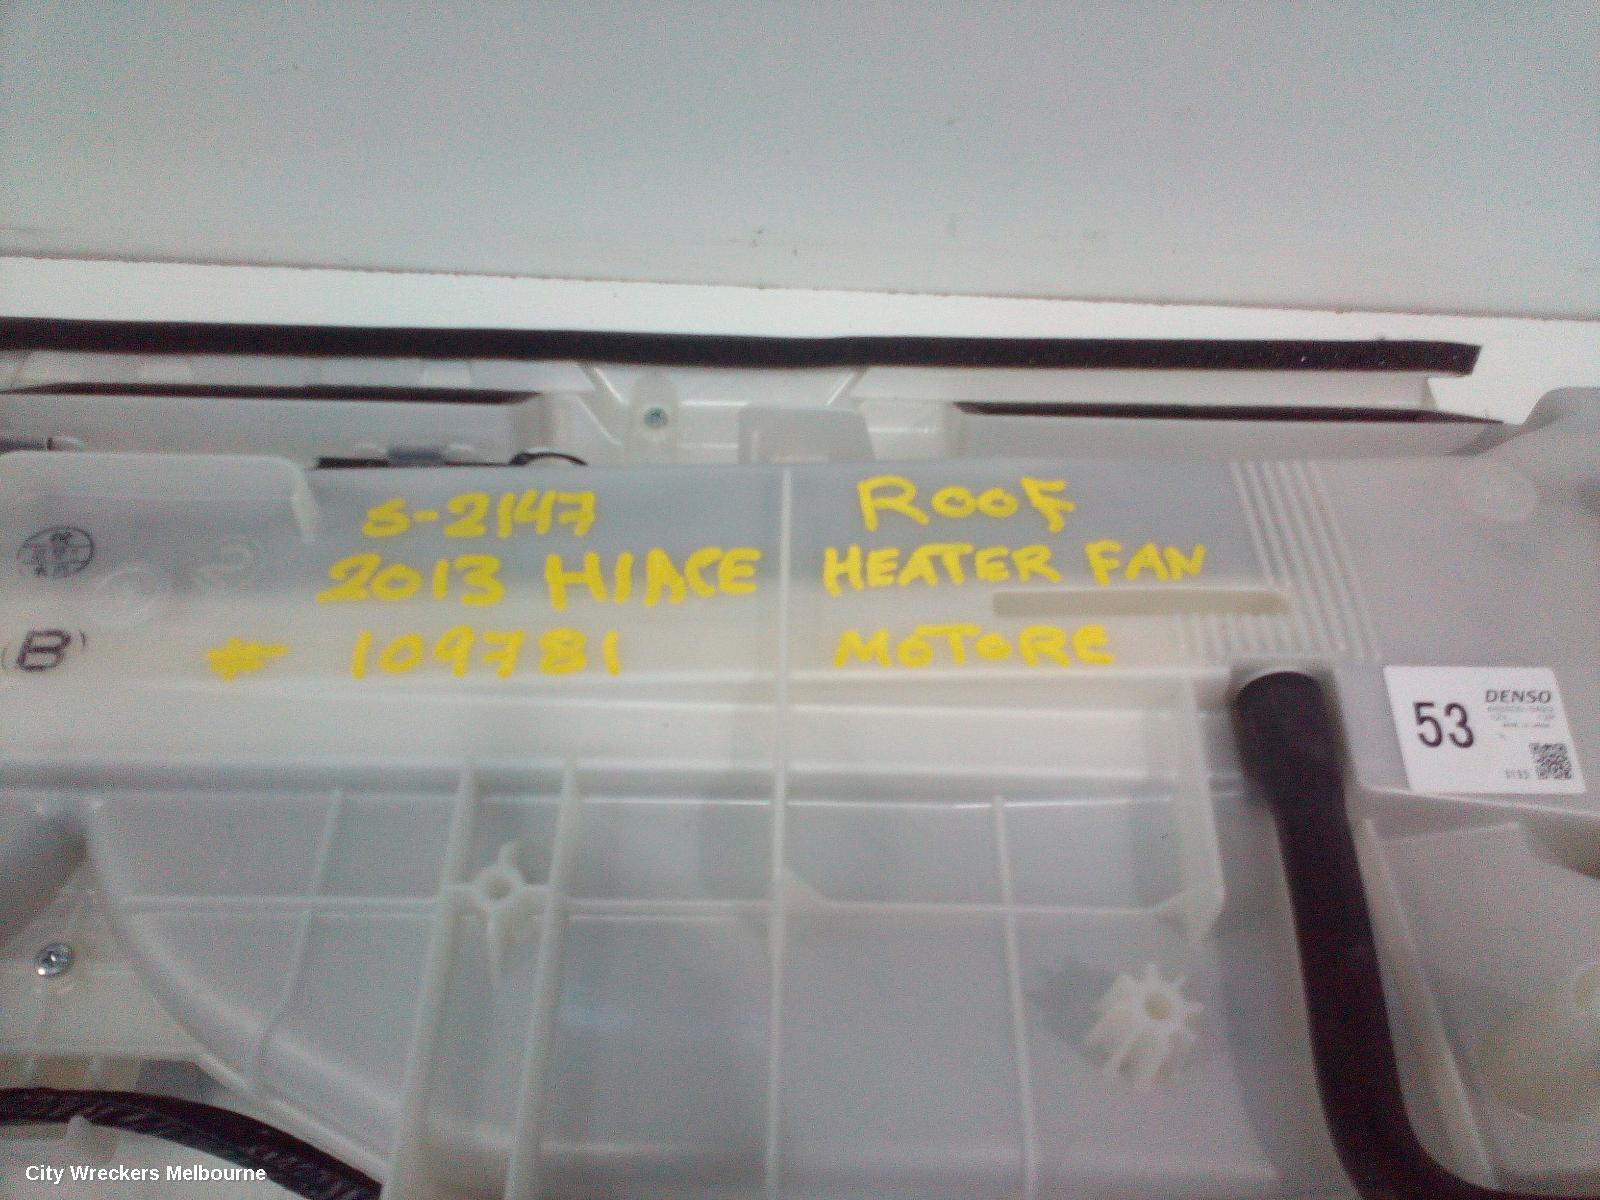 S-2147
2013 HIACE
# 109781
ROOF
HEATER FAN
MOTORE
(B)
53
DENSO
City Wreckers Melbourne